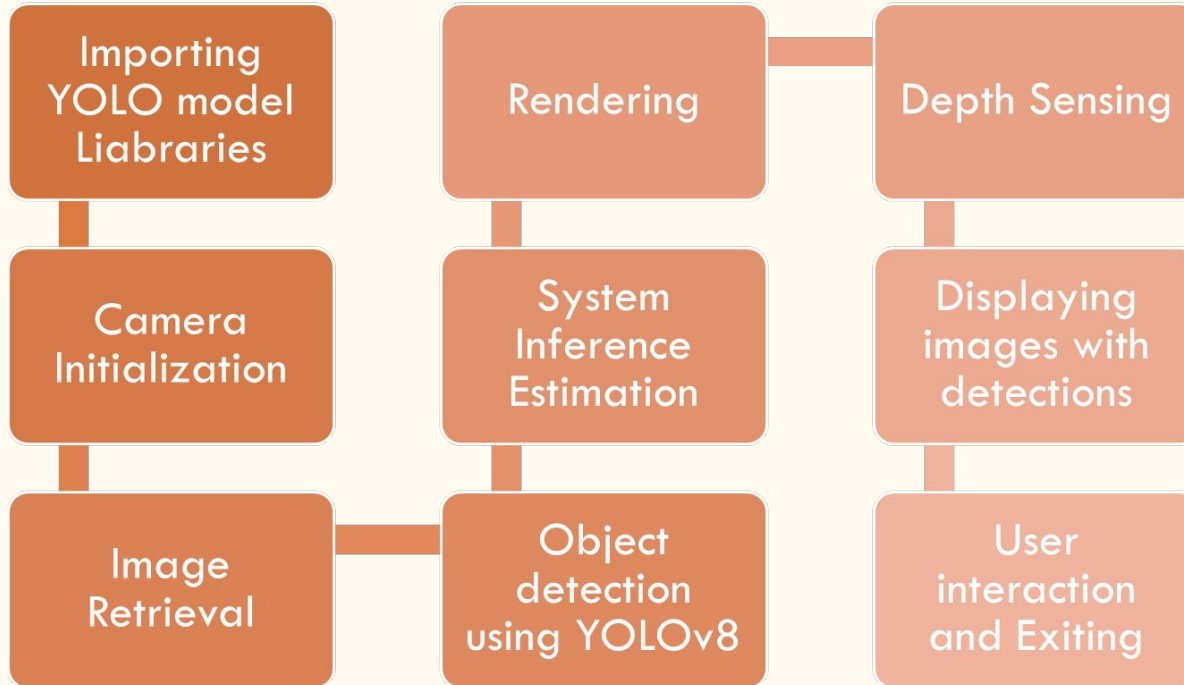 Importing
YOLO model
Liabraries
Camera
Initialization
Image
Retrieval
Object
detection
using YOLOv8
System
Inference
Estimation
Rendering
Depth Sensing
Displaying
images with
detections
User
interaction
and Exiting